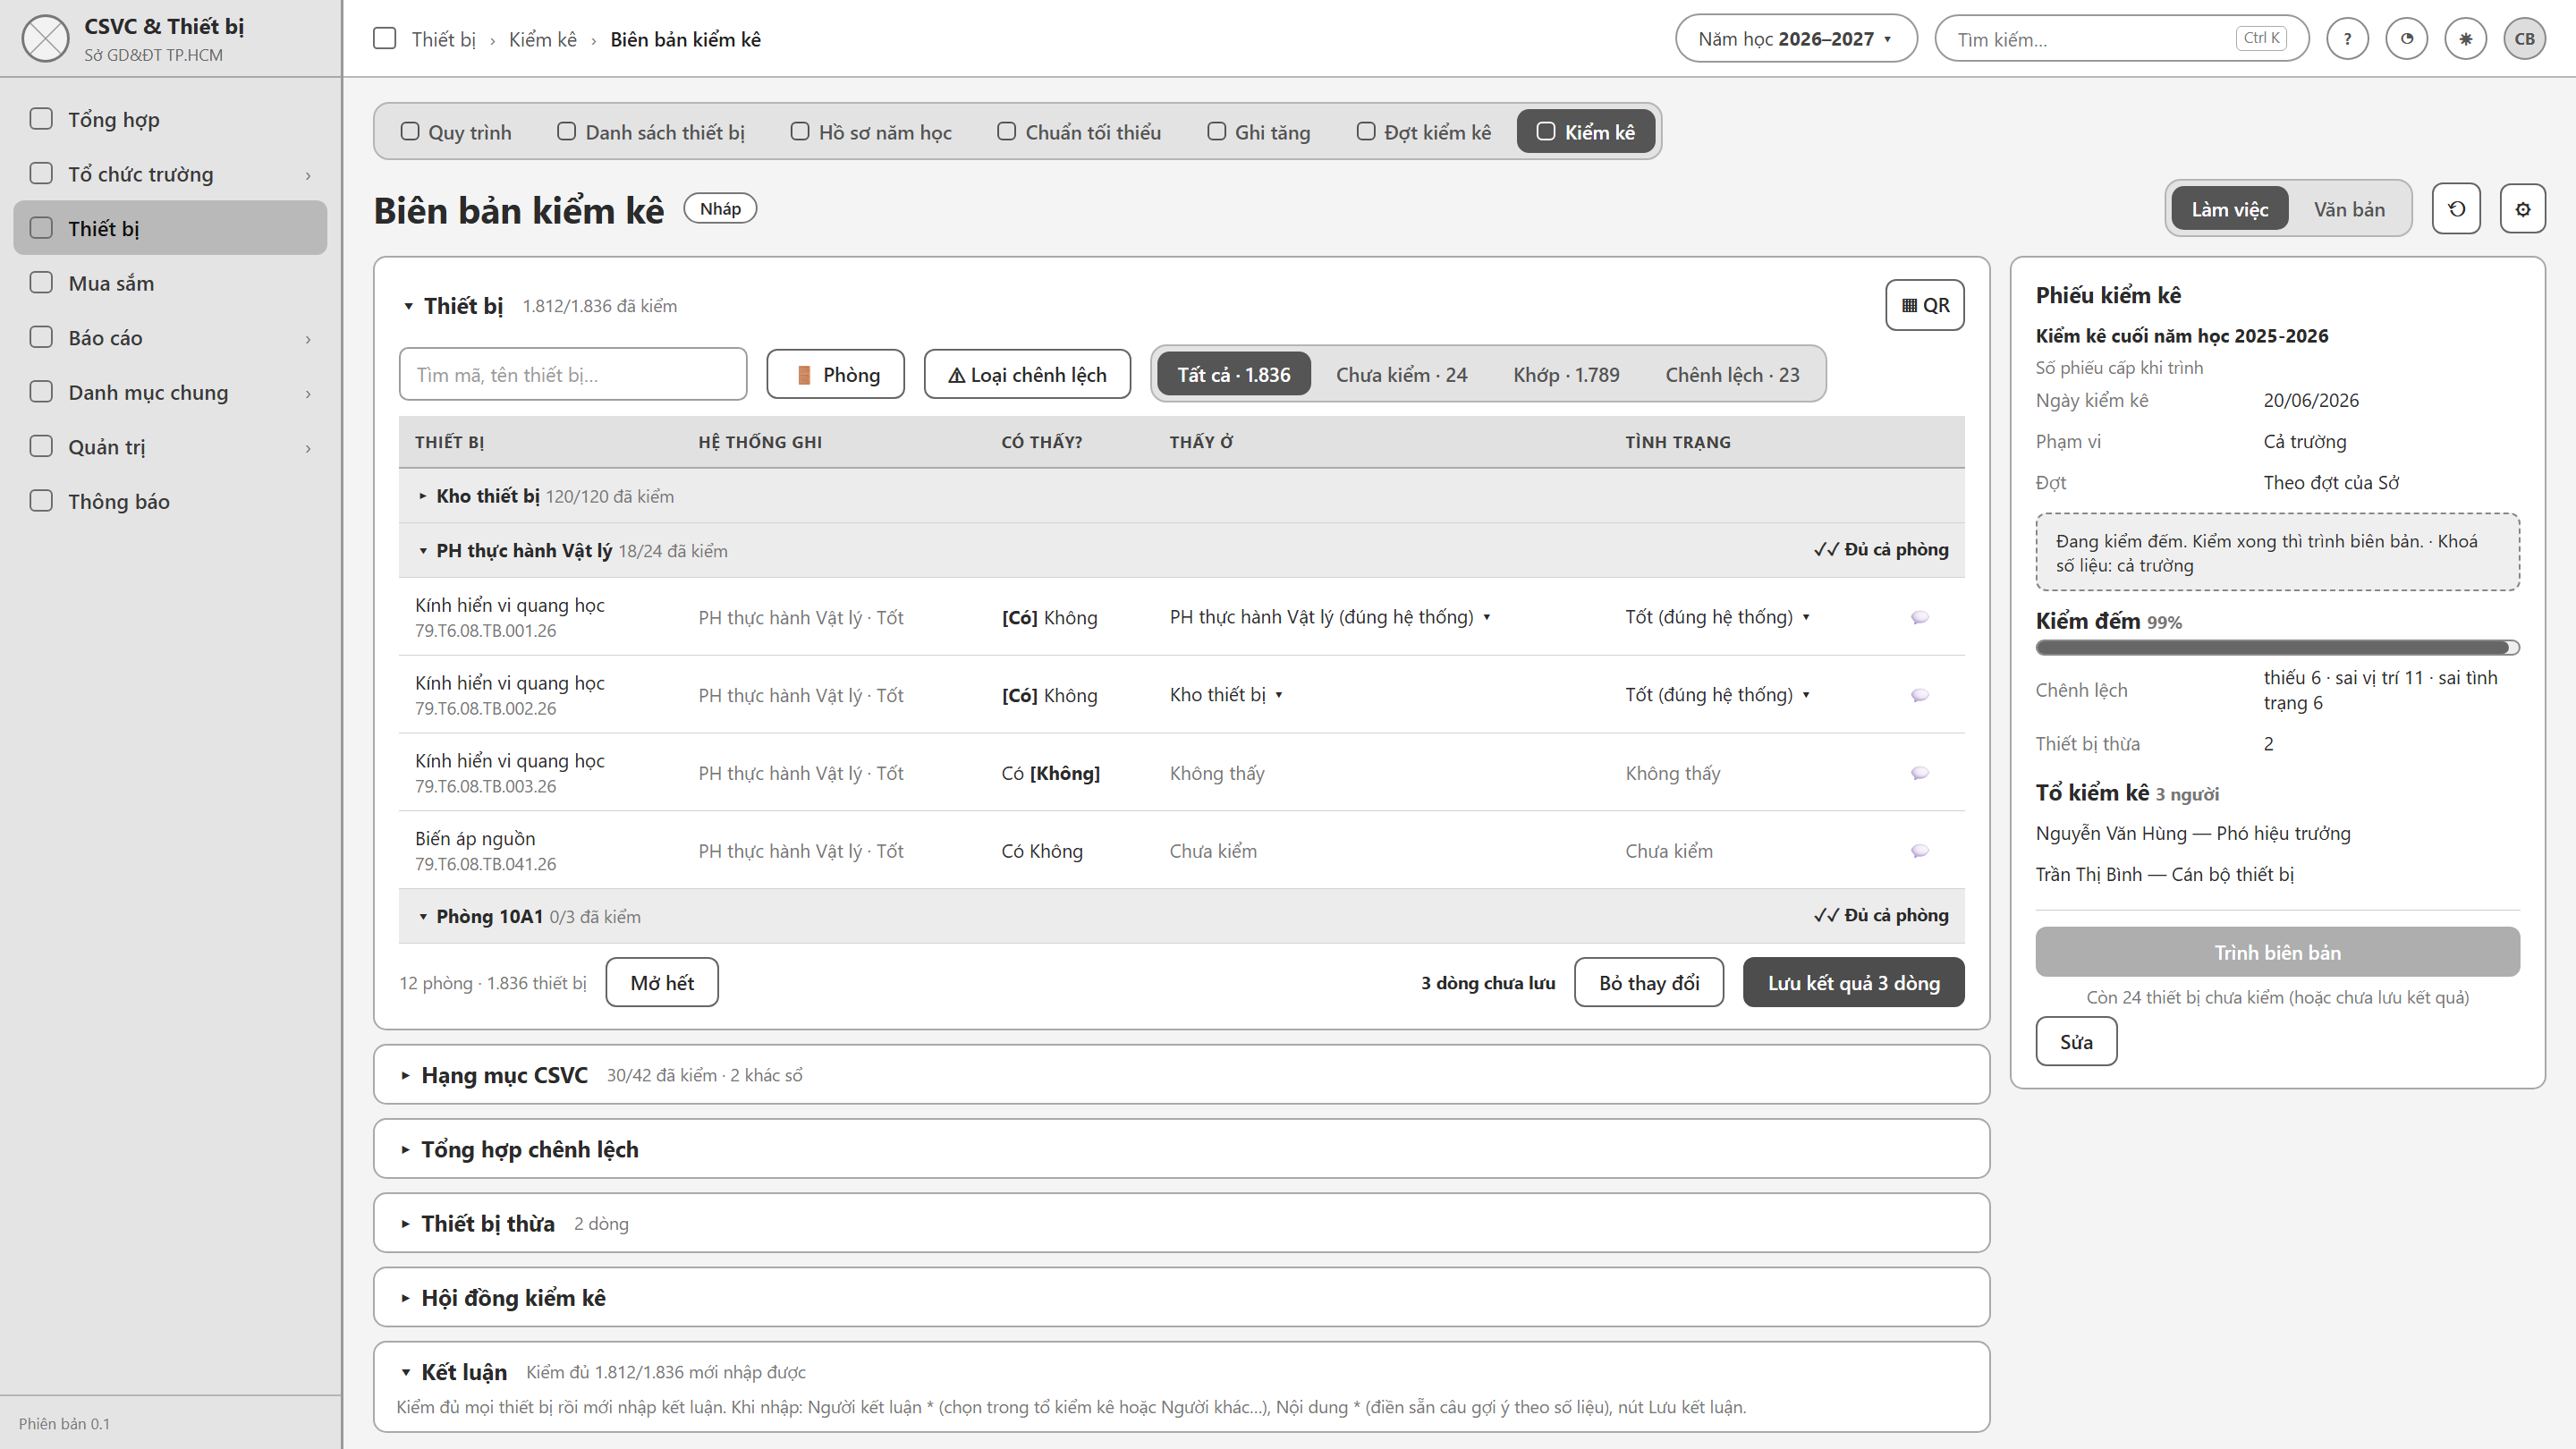 CSVC & Thiết bị
Sở GD&ĐT TP.HCM
Thiết bị › Kiểm kê › Biên bản kiểm kê
Năm học 2026–2027 ▾
Tìm kiếm... Ctrl K
?
CB
Tổng hợp
Tổ chức trường ›
Thiết bị
Mua sắm
Báo cáo ›
Danh mục chung ›
Quản trị ›
Thông báo
Phiên bản 0.1
Quy trình
Danh sách thiết bị
Hồ sơ năm học
Chuẩn tối thiểu
Ghi tăng
Đợt kiểm kê
Kiểm kê
Biên bản kiểm kê Nháp
Làm việc Văn bản
▾ Thiết bị 1.812/1.836 đã kiểm
▦ QR
Tìm mã, tên thiết bị...
🚪 Phòng
⚠ Loại chênh lệch
Tất cả · 1.836 Chưa kiểm · 24 Khớp · 1.789 Chênh lệch · 23
THIẾT BỊ HỆ THỐNG GHI CÓ THẤY? THẤY Ở TÌNH TRẠNG
▸ Kho thiết bị 120/120 đã kiểm
▾ PH thực hành Vật lý 18/24 đã kiểm ✓✓ Đủ cả phòng
Kính hiển vi quang học
79.T6.08.TB.001.26
PH thực hành Vật lý · Tốt [Có] Không PH thực hành Vật lý (đúng hệ thống) ▾ Tốt (đúng hệ thống) ▾
Kính hiển vi quang học
79.T6.08.TB.002.26
PH thực hành Vật lý · Tốt [Có] Không Kho thiết bị ▾ Tốt (đúng hệ thống) ▾
Kính hiển vi quang học
79.T6.08.TB.003.26
PH thực hành Vật lý · Tốt Có [Không] Không thấy Không thấy
Biến áp nguồn
79.T6.08.TB.041.26
PH thực hành Vật lý · Tốt Có Không Chưa kiểm Chưa kiểm
▾ Phòng 10A1 0/3 đã kiểm ✓✓ Đủ cả phòng
12 phòng · 1.836 thiết bị Mở hết
3 dòng chưa lưu Bỏ thay đổi Lưu kết quả 3 dòng
▸ Hạng mục CSVC 30/42 đã kiểm · 2 khác sổ
▸ Tổng hợp chênh lệch
▸ Thiết bị thừa 2 dòng
▸ Hội đồng kiểm kê
▾ Kết luận Kiểm đủ 1.812/1.836 mới nhập được
Kiểm đủ mọi thiết bị rồi mới nhập kết luận. Khi nhập: Người kết luận * (chọn trong tổ kiểm kê hoặc Người khác...), Nội dung * (điền sẵn câu gợi ý theo số liệu), nút Lưu kết luận.
Phiếu kiểm kê
Kiểm kê cuối năm học 2025-2026
Số phiếu cấp khi trình
Ngày kiểm kê 20/06/2026
Phạm vi Cả trường
Đợt Theo đợt của Sở
Đang kiểm đếm. Kiểm xong thì trình biên bản. · Khoá
số liệu: cả trường
Kiểm đếm 99%
Chênh lệch thiếu 6 · sai vị trí 11 · sai tình
trạng 6
Thiết bị thừa 2
Tổ kiểm kê 3 người
Nguyễn Văn Hùng — Phó hiệu trưởng
Trần Thị Bình — Cán bộ thiết bị
Trình biên bản
Còn 24 thiết bị chưa kiểm (hoặc chưa lưu kết quả)
Sửa